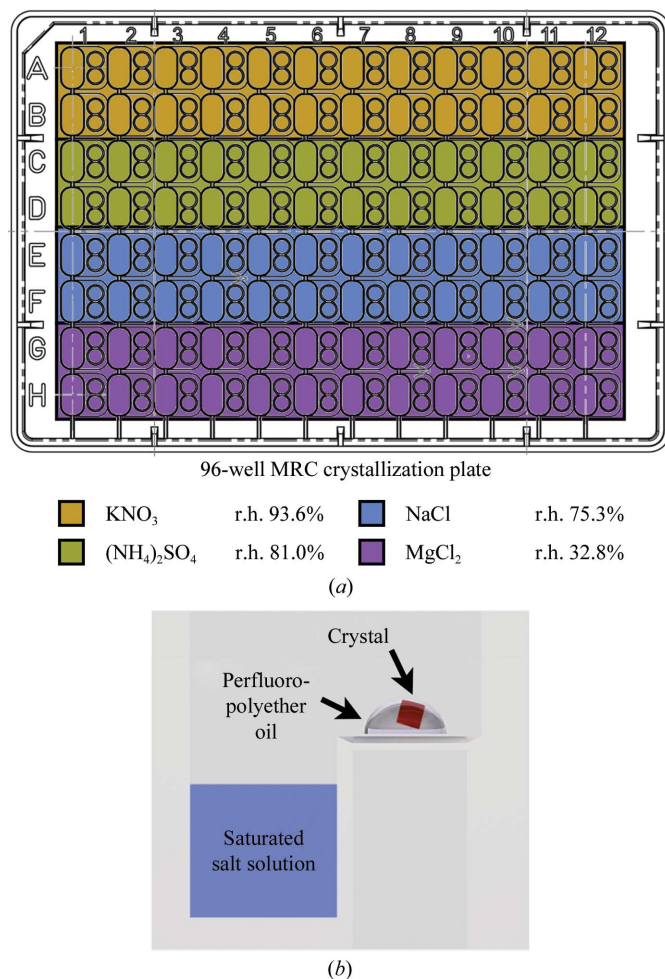 1 2 3 4 5 6 7 8 9 10 11 12
A
B
C
D
E
F
G
H
96-well MRC crystallization plate
KNO₃ r.h. 93.6% NaCl r.h. 75.3%
(NH₄)₂SO₄ r.h. 81.0% MgCl₂ r.h. 32.8%
(a)
Crystal
Perfluoro-
polyether
oil
Saturated
salt solution
(b)